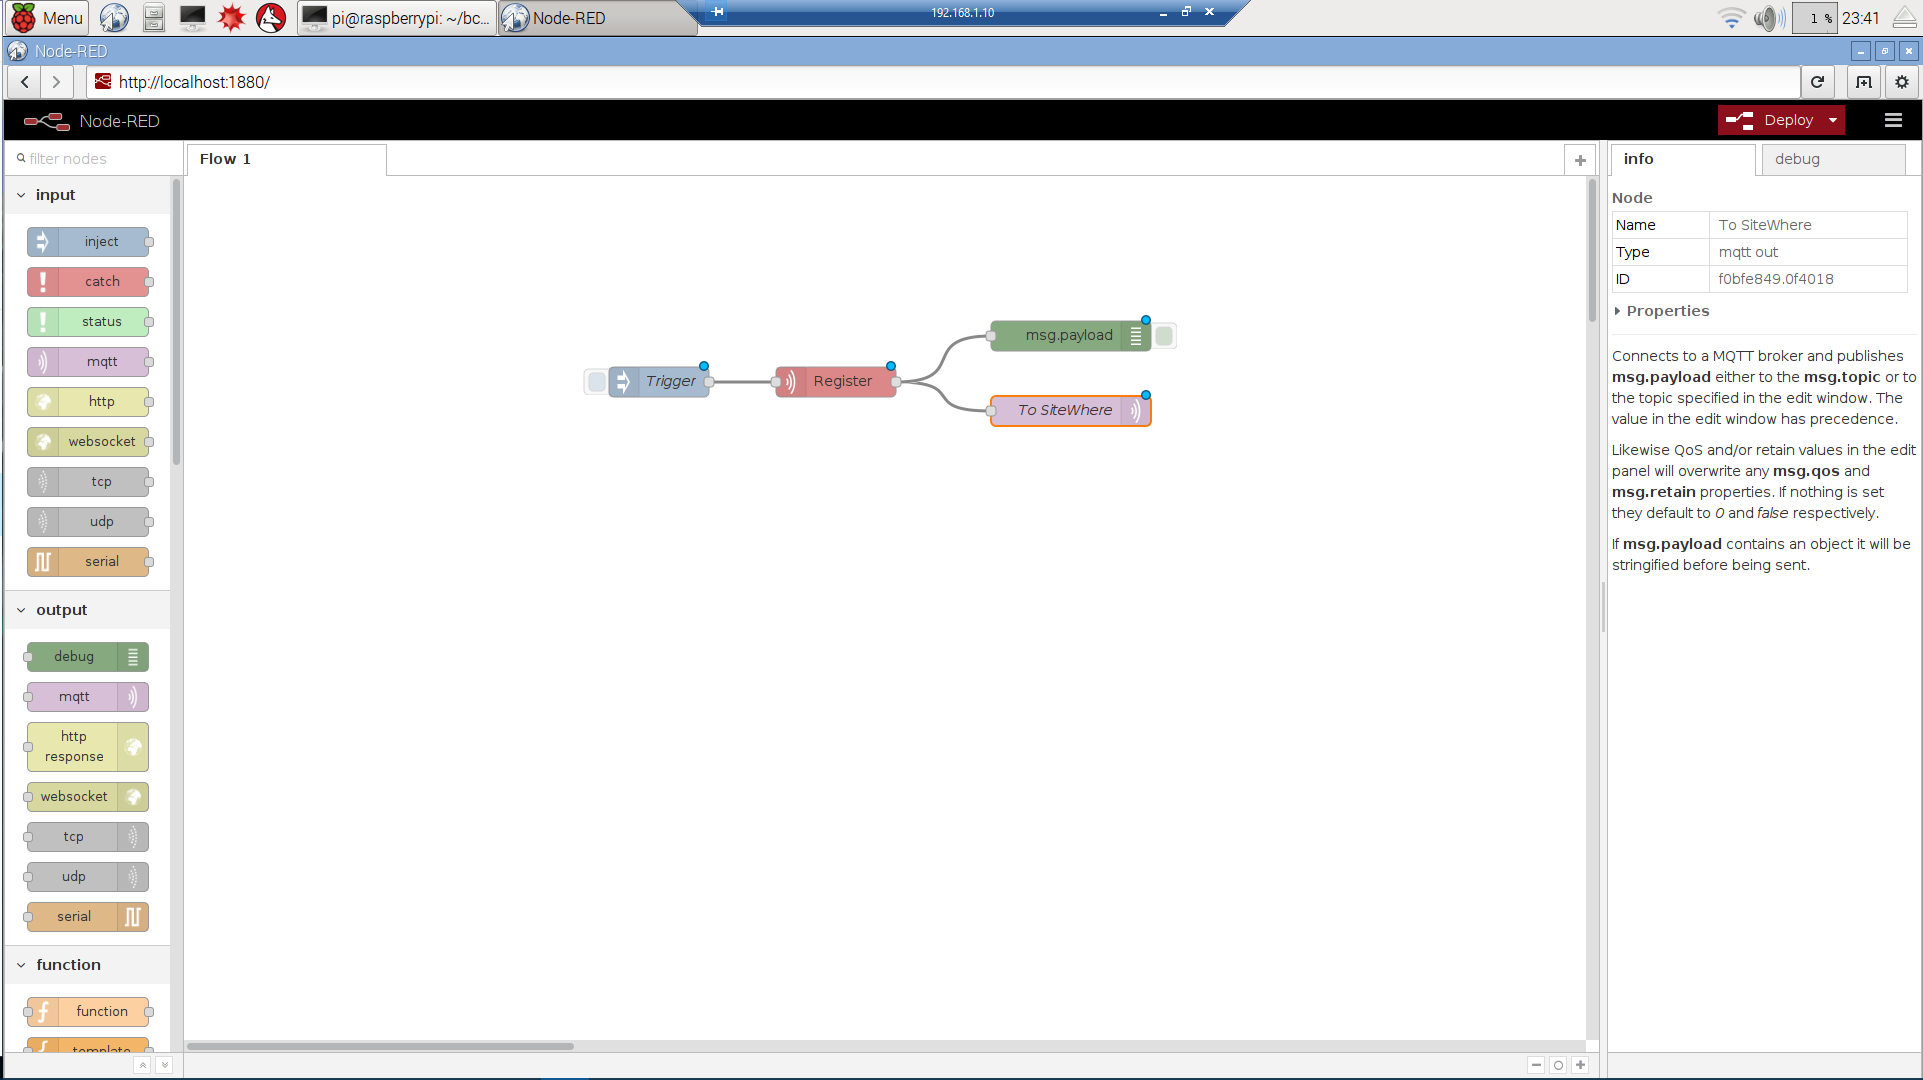 Menu
pi@raspberrypi: ~/bc...
Node-RED
192.168.1.10
1 %
23:41
Node-RED
http://localhost:1880/
Node-RED
Deploy
filter nodes
Flow 1
info
debug
input
inject
catch
status
mqtt
http
websocket
tcp
udp
serial
output
debug
mqtt
http
response
websocket
tcp
udp
serial
function
function
template
Trigger
Register
msg.payload
To SiteWhere
Node
Name To SiteWhere
Type mqtt out
ID f0bfe849.0f4018
Properties
Connects to a MQTT broker and publishes
msg.payload either to the msg.topic or to
the topic specified in the edit window. The
value in the edit window has precedence.
Likewise QoS and/or retain values in the edit
panel will overwrite any msg.qos and
msg.retain properties. If nothing is set
they default to 0 and false respectively.
If msg.payload contains an object it will be
stringified before being sent.